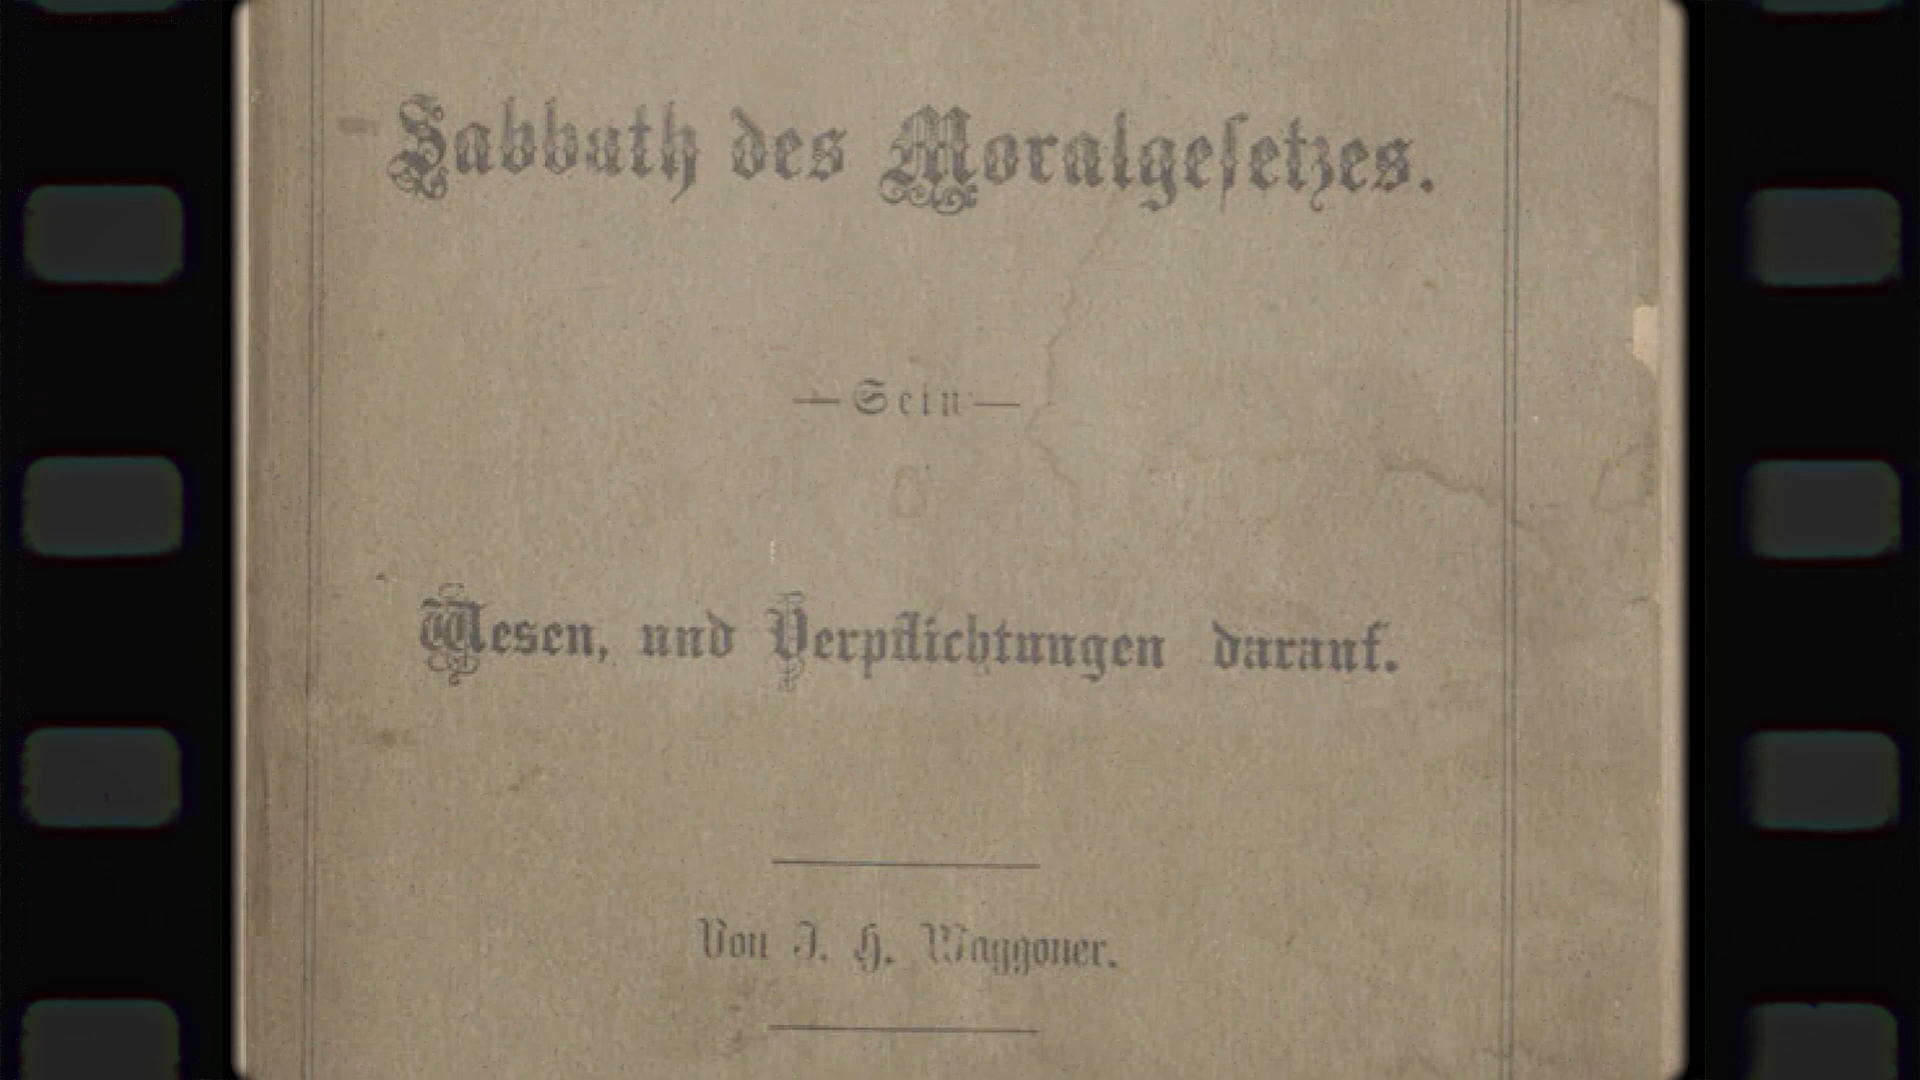 Sabbath des Moralgesetzes.
—Sein—
Wesen, und Verpflichtungen darauf.
Von J. H. Waggoner.